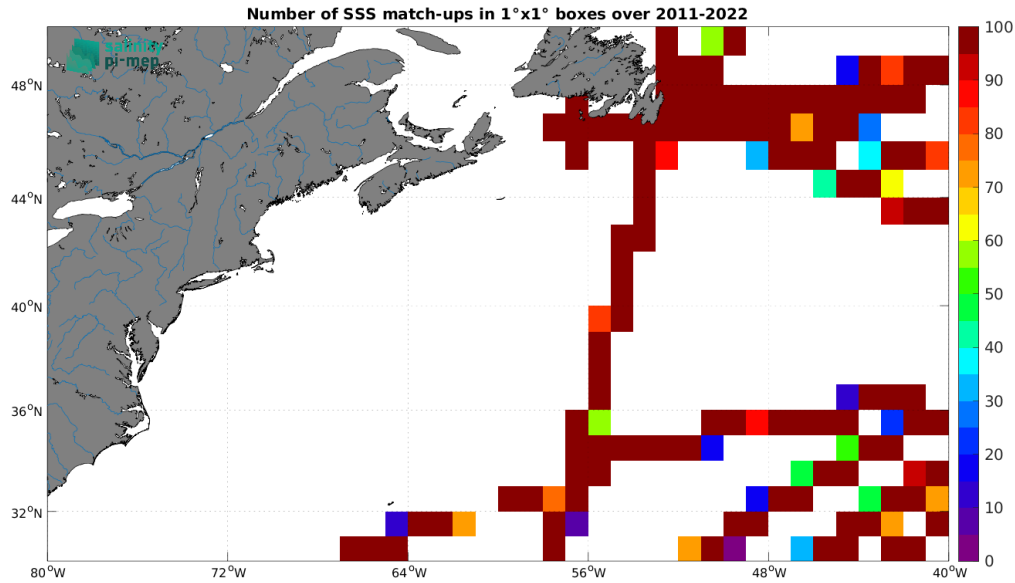 Number of SSS match-ups in 1°x1° boxes over 2011-2022
salinity
pi-mep
48°N
44°N
40°N
36°N
32°N
80°W
72°W
64°W
56°W
48°W
40°W
100
90
80
70
60
50
40
30
20
10
0